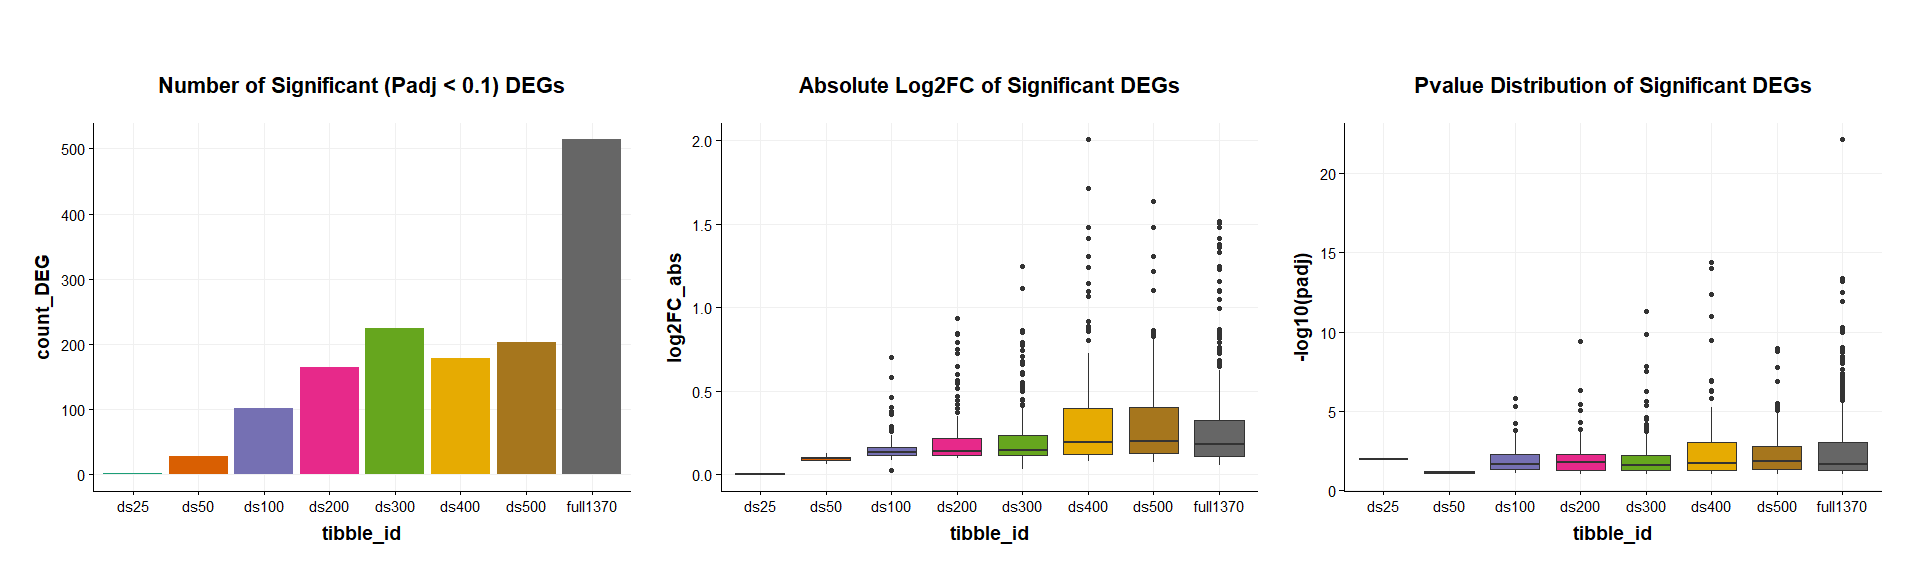 Number of Significant (Padj < 0.1) DEGs
count_DEG
500
400
300
200
100
0
ds25 ds50 ds100 ds200 ds300 ds400 ds500 full1370
tibble_id
Absolute Log2FC of Significant DEGs
log2FC_abs
2.0
1.5
1.0
0.5
0.0
ds25 ds50 ds100 ds200 ds300 ds400 ds500 full1370
tibble_id
Pvalue Distribution of Significant DEGs
-log10(padj)
20
15
10
5
0
ds25 ds50 ds100 ds200 ds300 ds400 ds500 full1370
tibble_id